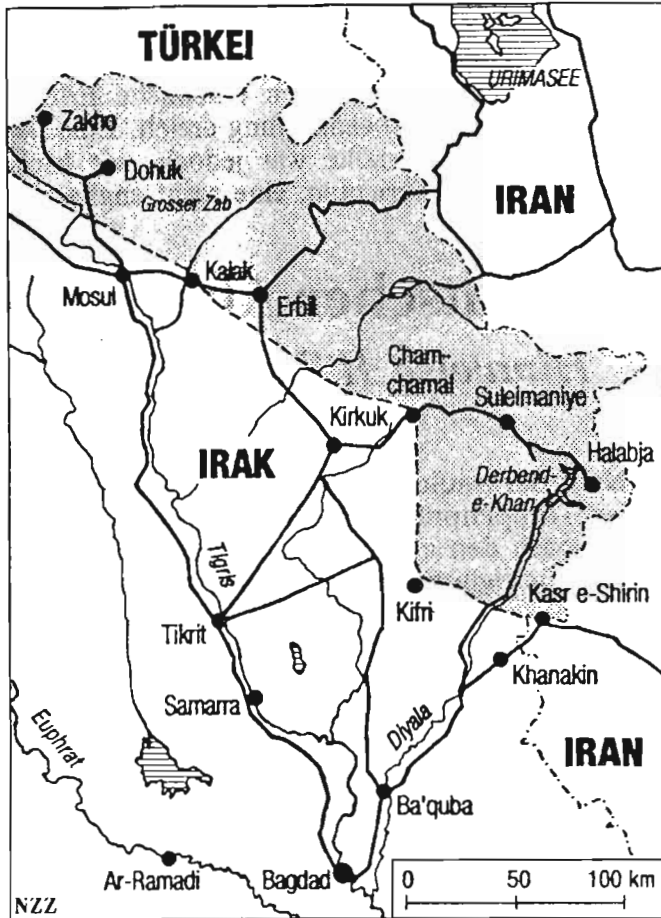 TÜRKEI
URIMASEE
Zakho
Dohuk
Grosser Zab
IRAN
Mosul
Kalak
Erbil
Cham-
chamal
Suleimaniye
Kirkuk
Halabja
IRAK
Derbend-
e-Khan
Tigris
Kifri
Kasr e-Shirin
Tikrit
Khanakin
Samarra
Diyala
Euphrat
IRAN
Ba'quba
Ar-Ramadi
Bagdad
0 50 100 km
NZZ